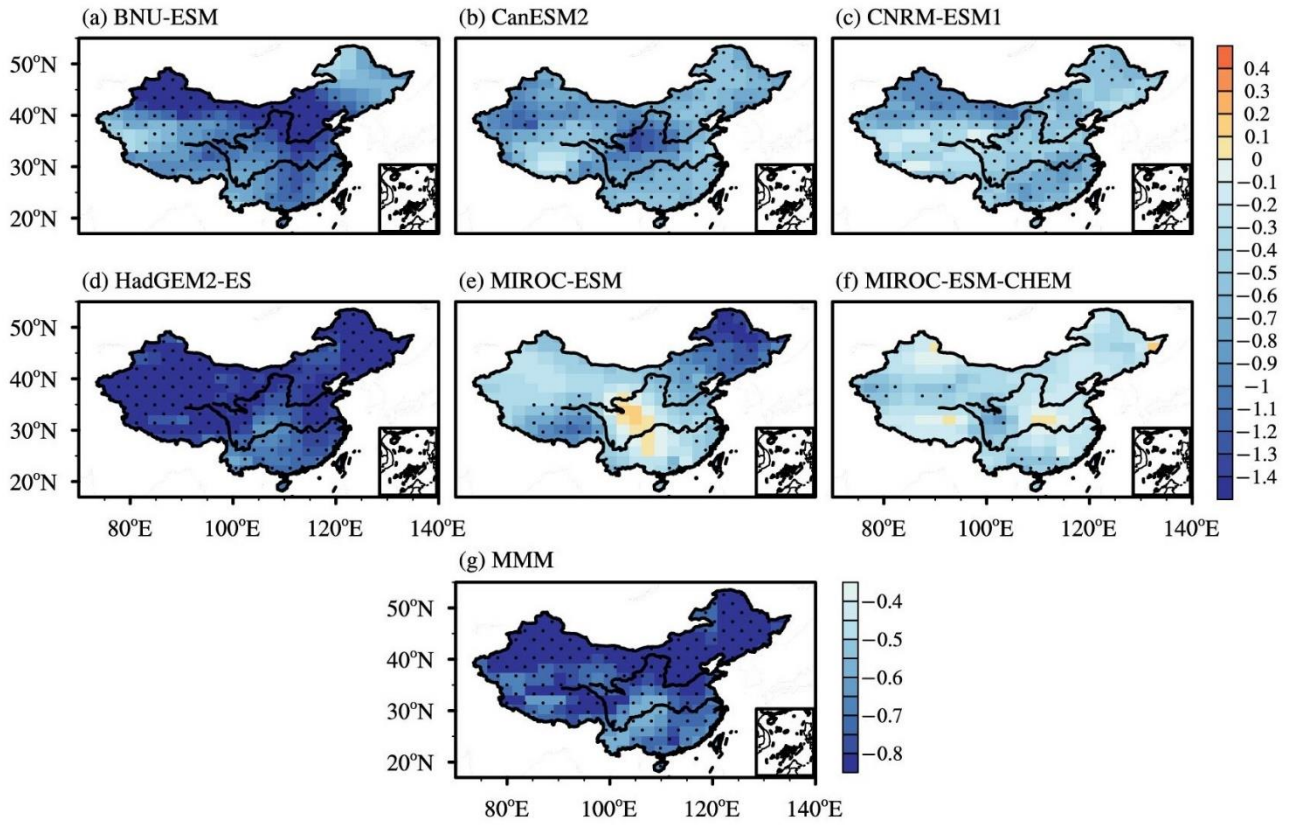 (a) BNU-ESM
(b) CanESM2
(c) CNRM-ESM1
50°N
40°N
30°N
20°N
0.4
0.3
0.2
0.1
0
−0.1
−0.2
−0.3
−0.4
−0.5
−0.6
−0.7
−0.8
−0.9
−1
−1.1
−1.2
−1.3
−1.4
(d) HadGEM2-ES
(e) MIROC-ESM
(f) MIROC-ESM-CHEM
50°N
40°N
30°N
20°N
80°E 100°E 120°E 140°E
80°E 100°E 120°E 140°E
80°E 100°E 120°E 140°E
(g) MMM
50°N
40°N
30°N
20°N
80°E 100°E 120°E 140°E
−0.4
−0.5
−0.6
−0.7
−0.8